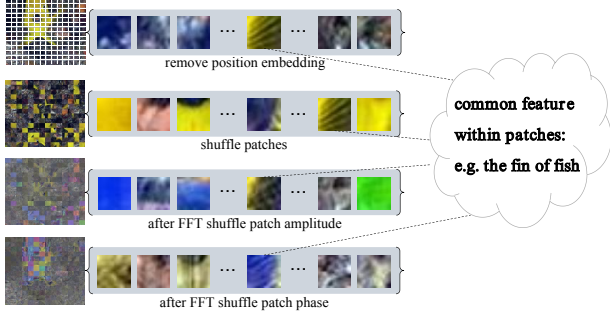 remove position embedding
common feature
within patches:
e.g. the fin of fish
shuffle patches
after FFT shuffle patch amplitude
after FFT shuffle patch phase